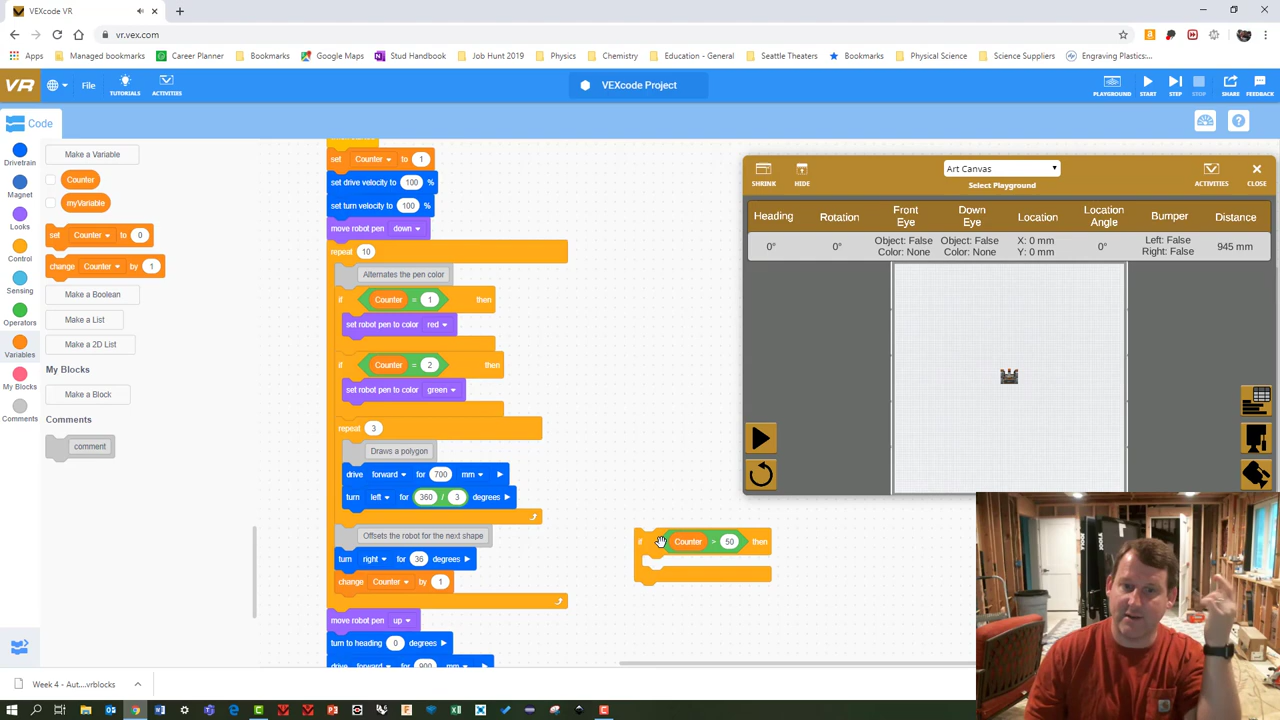 VEXcode VR
vr.vex.com
Apps Managed bookmarks Career Planner Bookmarks Google Maps Stud Handbook Job Hunt 2019 Physics Chemistry Education - General Seattle Theaters Bookmarks Physical Science Science Suppliers Engraving Plastics:...
VR File TUTORIALS ACTIVITIES VEXcode Project PLAYGROUND START STEP STOP SHARE FEEDBACK
Code
Drivetrain
Magnet
Looks
Control
Sensing
Operators
Variables
My Blocks
Comments
Make a Variable
Counter
myVariable
set Counter to 0
change Counter by 1
Make a Boolean
Make a List
Make a 2D List
My Blocks
Make a Block
Comments
comment
set Counter to 1
set drive velocity to 100 %
set turn velocity to 100 %
move robot pen down
repeat 10
Alternates the pen color
if Counter = 1 then
set robot pen to color red
if Counter = 2 then
set robot pen to color green
repeat 3
Draws a polygon
drive forward for 700 mm
turn left for 360 / 3 degrees
Offsets the robot for the next shape
turn right for 36 degrees
change Counter by 1
move robot pen up
turn to heading 0 degrees
drive forward for 900 mm
if Counter > 50 then
SHRINK HIDE Art Canvas ACTIVITIES CLOSE
Select Playground
Heading Rotation Front Eye Down Eye Location Location Angle Bumper Distance
0° 0° Object: False Color: None Object: False Color: None X: 0 mm Y: 0 mm 0° Left: False Right: False 945 mm
Week 4 - Aut....vrblocks